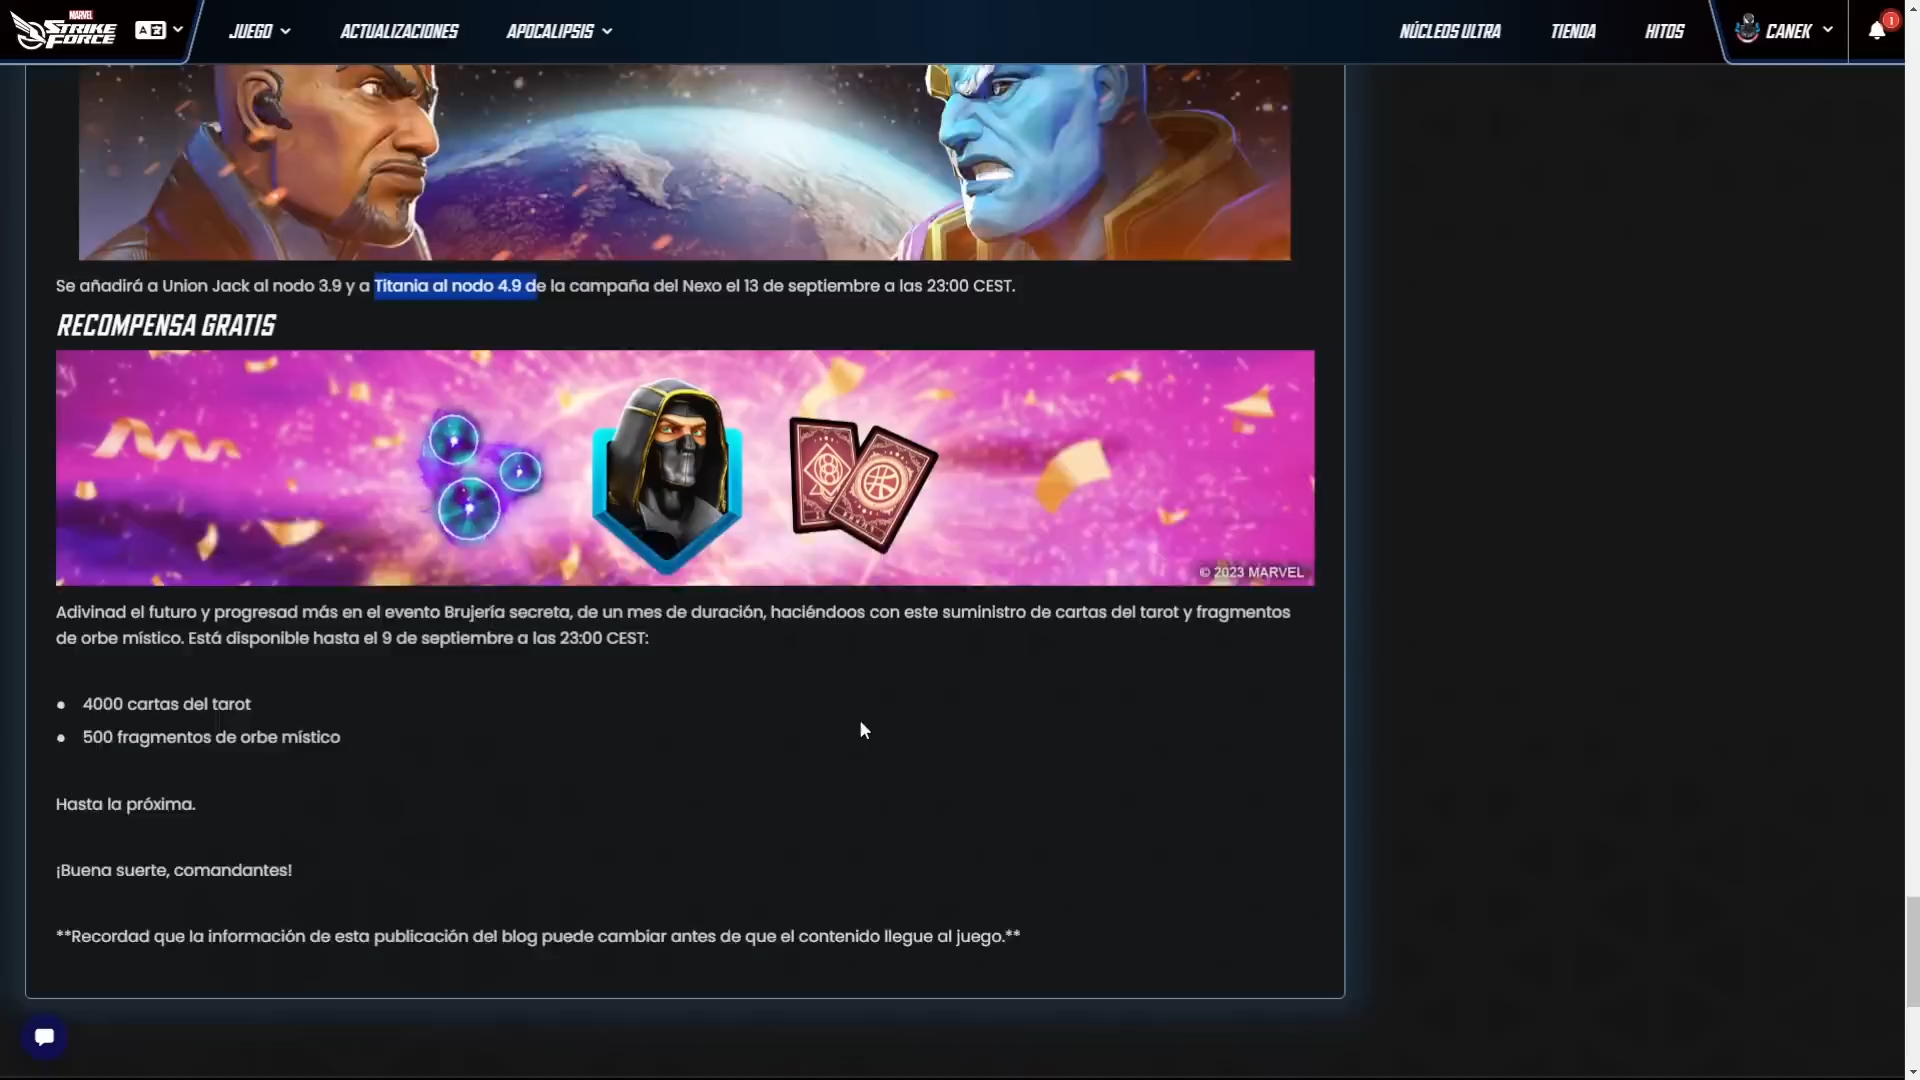 MARVEL
STRIKE
FORCE
JUEGO
ACTUALIZACIONES
APOCALIPSIS
NÚCLEOS ULTRA
TIENDA
HITOS
CANEK
1
Se añadirá a Union Jack al nodo 3.9 y a Titania al nodo 4.9 de la campaña del Nexo el 13 de septiembre a las 23:00 CEST.
RECOMPENSA GRATIS
© 2023 MARVEL
Adivinad el futuro y progresad más en el evento Brujería secreta, de un mes de duración, haciéndoos con este suministro de cartas del tarot y fragmentos
de orbe místico. Está disponible hasta el 9 de septiembre a las 23:00 CEST:
● 4000 cartas del tarot
● 500 fragmentos de orbe místico
Hasta la próxima.
¡Buena suerte, comandantes!
**Recordad que la información de esta publicación del blog puede cambiar antes de que el contenido llegue al juego.**